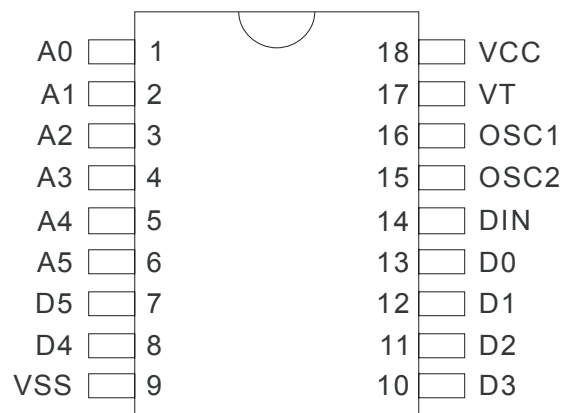 A0 1 18 VCC
A1 2 17 VT
A2 3 16 OSC1
A3 4 15 OSC2
A4 5 14 DIN
A5 6 13 D0
D5 7 12 D1
D4 8 11 D2
VSS 9 10 D3